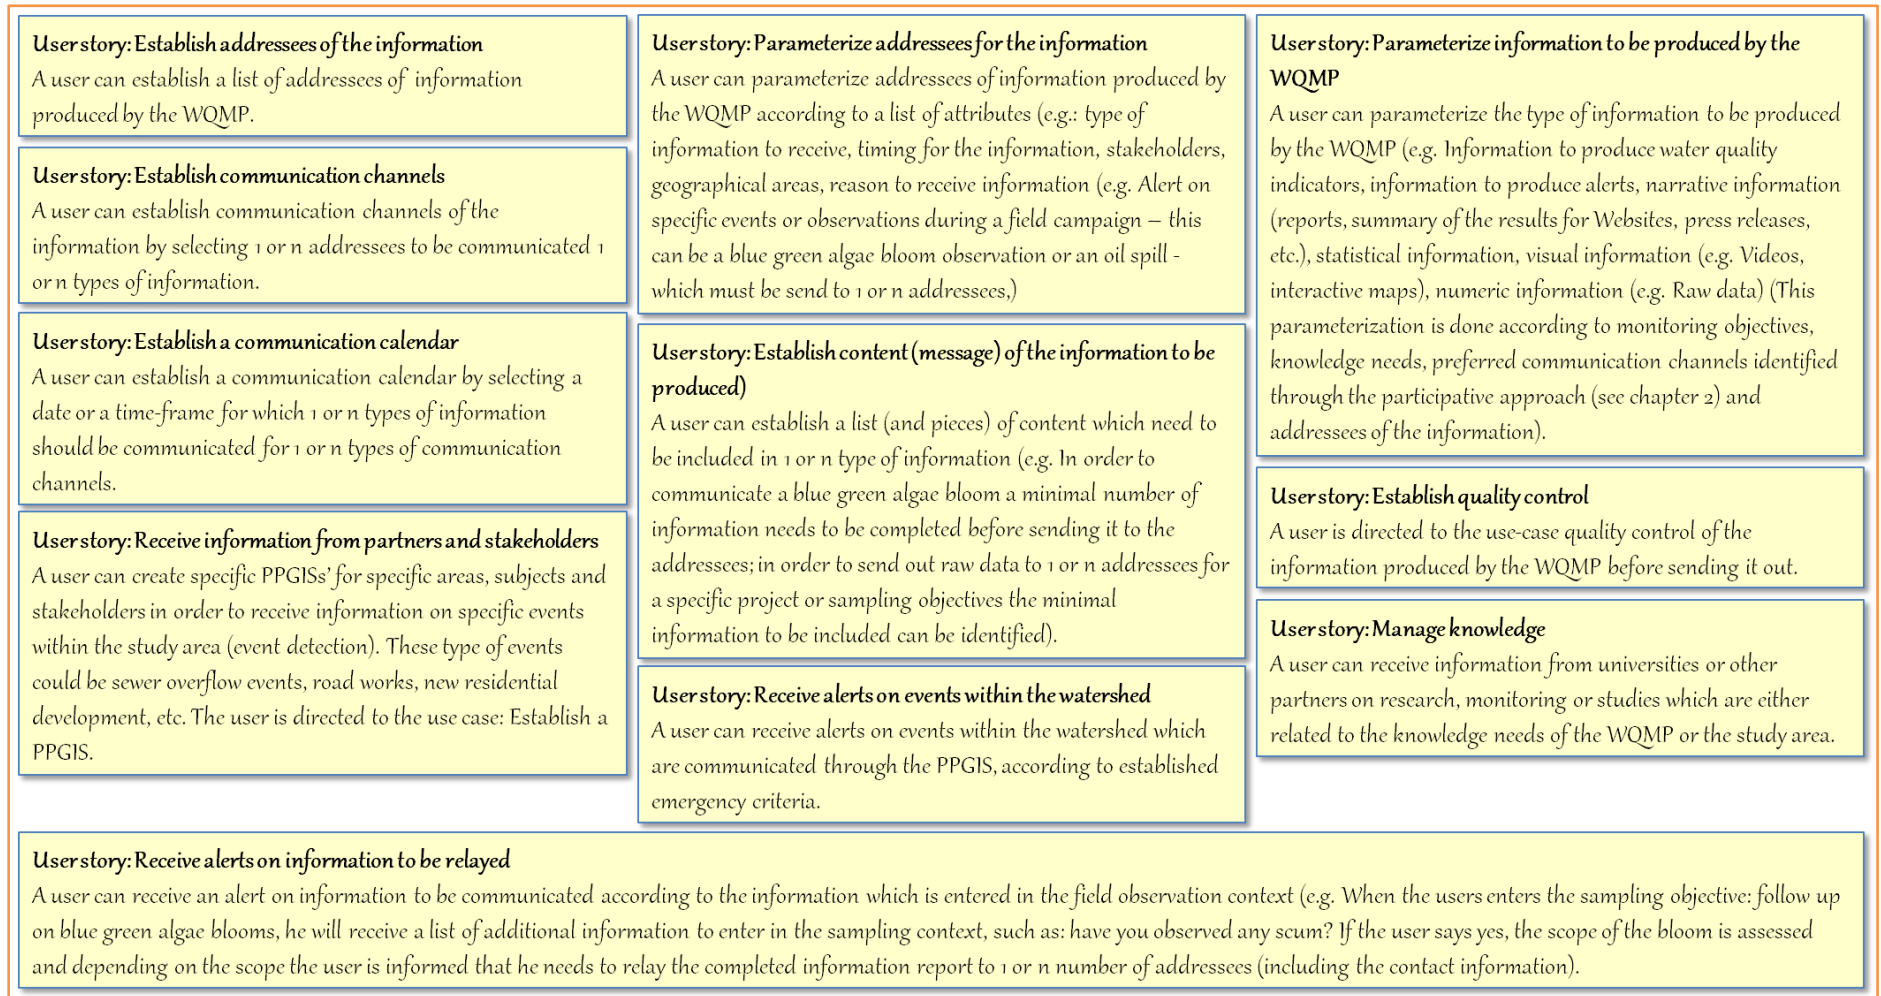 User story: Establish addressees of the information
A user can establish a list of addressees of information
produced by the WQMP.
User story: Establish communication channels
A user can establish communication channels of the
information by selecting 1 or n addressees to be communicated 1
or n types of information.
User story: Establish a communication calendar
A user can establish a communication calendar by selecting a
date or a time-frame for which 1 or n types of information
should be communicated for 1 or n types of communication
channels.
User story: Receive information from partners and stakeholders
A user can create specific PPGISs' for specific areas, subjects and
stakeholders in order to receive information on specific events
within the study area (event detection). These type of events
could be sewer overflow events, road works, new residential
development, etc. The user is directed to the use case: Establish a
PPGIS.
User story: Parameterize addressees for the information
A user can parameterize addressees of information produced by
the WQMP according to a list of attributes (e.g.: type of
information to receive, timing for the information, stakeholders,
geographical areas, reason to receive information (e.g. Alert on
specific events or observations during a field campaign – this
can be a blue green algae bloom observation or an oil spill -
which must be send to 1 or n addressees,)
User story: Establish content (message) of the information to be
produced)
A user can establish a list (and pieces) of content which need to
be included in 1 or n type of information (e.g. In order to
communicate a blue green algae bloom a minimal number of
information needs to be completed before sending it to the
addressees; in order to send out raw data to 1 or n addressees for
a specific project or sampling objectives the minimal
information to be included can be identified).
User story: Receive alerts on events within the watershed
A user can receive alerts on events within the watershed which
are communicated through the PPGIS, according to established
emergency criteria.
User story: Parameterize information to be produced by the
WQMP
A user can parameterize the type of information to be produced
by the WQMP (e.g. Information to produce water quality
indicators, information to produce alerts, narrative information
(reports, summary of the results for Websites, press releases,
etc.), statistical information, visual information (e.g. Videos,
interactive maps), numeric information (e.g. Raw data) (This
parameterization is done according to monitoring objectives,
knowledge needs, preferred communication channels identified
through the participative approach (see chapter 2) and
addressees of the information).
User story: Establish quality control
A user is directed to the use-case quality control of the
information produced by the WQMP before sending it out.
User story: Manage knowledge
A user can receive information from universities or other
partners on research, monitoring or studies which are either
related to the knowledge needs of the WQMP or the study area.
User story: Receive alerts on information to be relayed
A user can receive an alert on information to be communicated according to the information which is entered in the field observation context (e.g. When the users enters the sampling objective: follow up
on blue green algae blooms, he will receive a list of additional information to enter in the sampling context, such as: have you observed any scum? If the user says yes, the scope of the bloom is assessed
and depending on the scope the user is informed that he needs to relay the completed information report to 1 or n number of addressees (including the contact information).